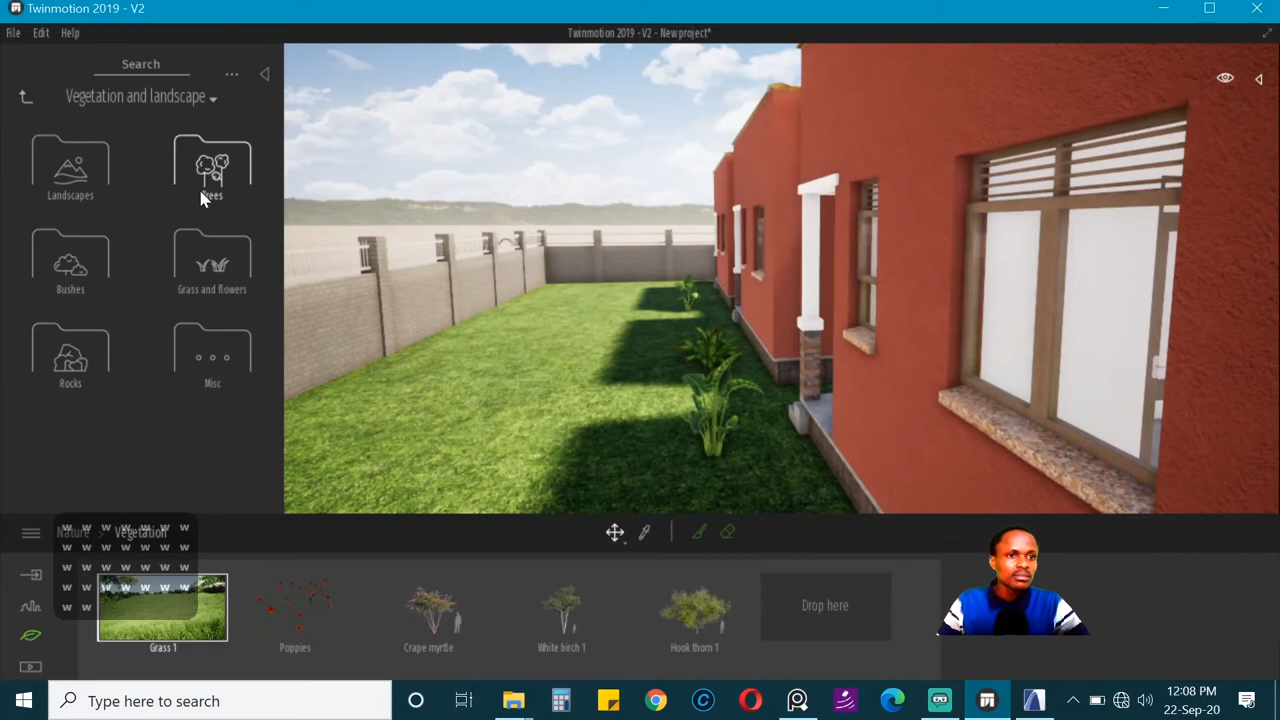 Twinmotion 2019 - V2
File Edit Help
Twinmotion 2019 - V2 - New project*
Search
...
Vegetation and landscape
Landscapes
Bushes
Grass and flowers
Rocks
Misc
w w w w w w w
Nature > Vegetation
w w w w w w w
w w w w w w w
w w w w w w w
w w
Grass 1
Poppies
Crape myrtle
White birch 1
Hook thorn 1
Drop here
Type here to search
12:08 PM
22-Sep-20